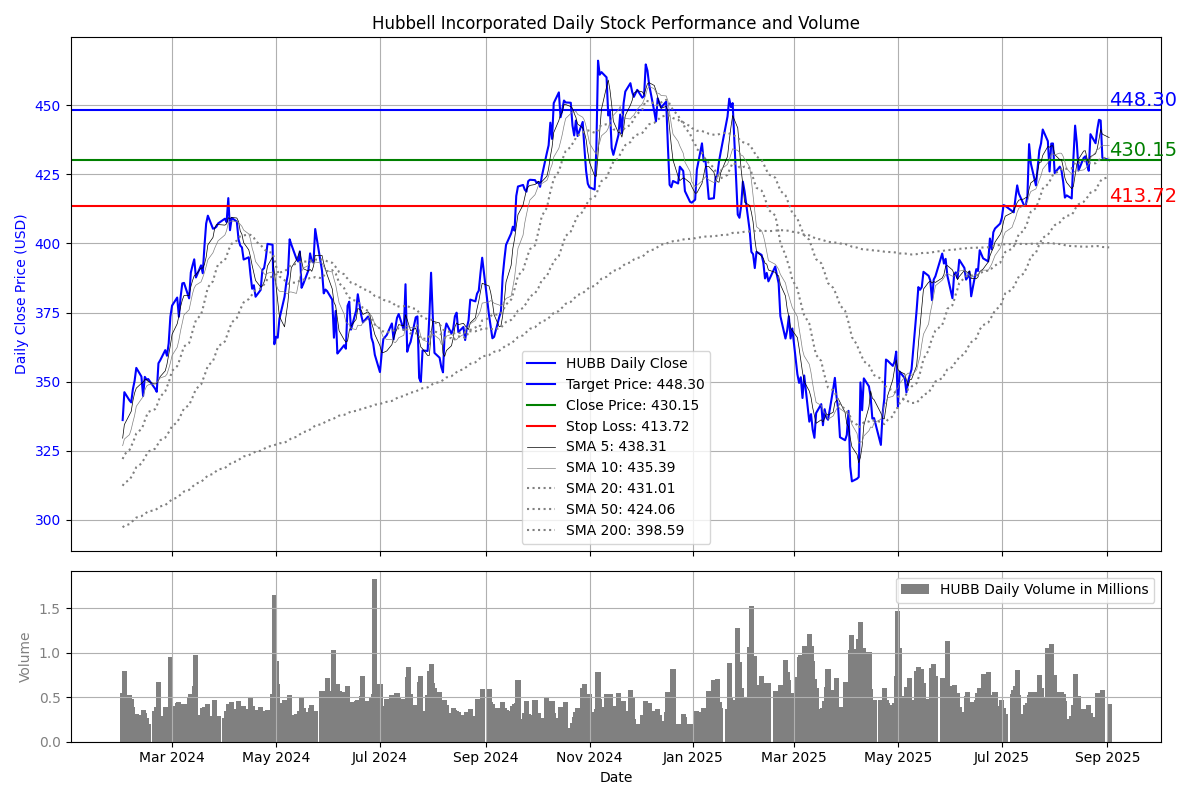 Hubbell Incorporated Daily Stock Performance and Volume
Daily Close Price (USD)
450
425
400
375
350
325
300
448.30
430.15
413.72
HUBB Daily Close
Target Price: 448.30
Close Price: 430.15
Stop Loss: 413.72
SMA 5: 438.31
SMA 10: 435.39
SMA 20: 431.01
SMA 50: 424.06
SMA 200: 398.59
Volume
1.5
1.0
0.5
0.0
HUBB Daily Volume in Millions
Mar 2024 May 2024 Jul 2024 Sep 2024 Nov 2024 Jan 2025 Mar 2025 May 2025 Jul 2025 Sep 2025
Date